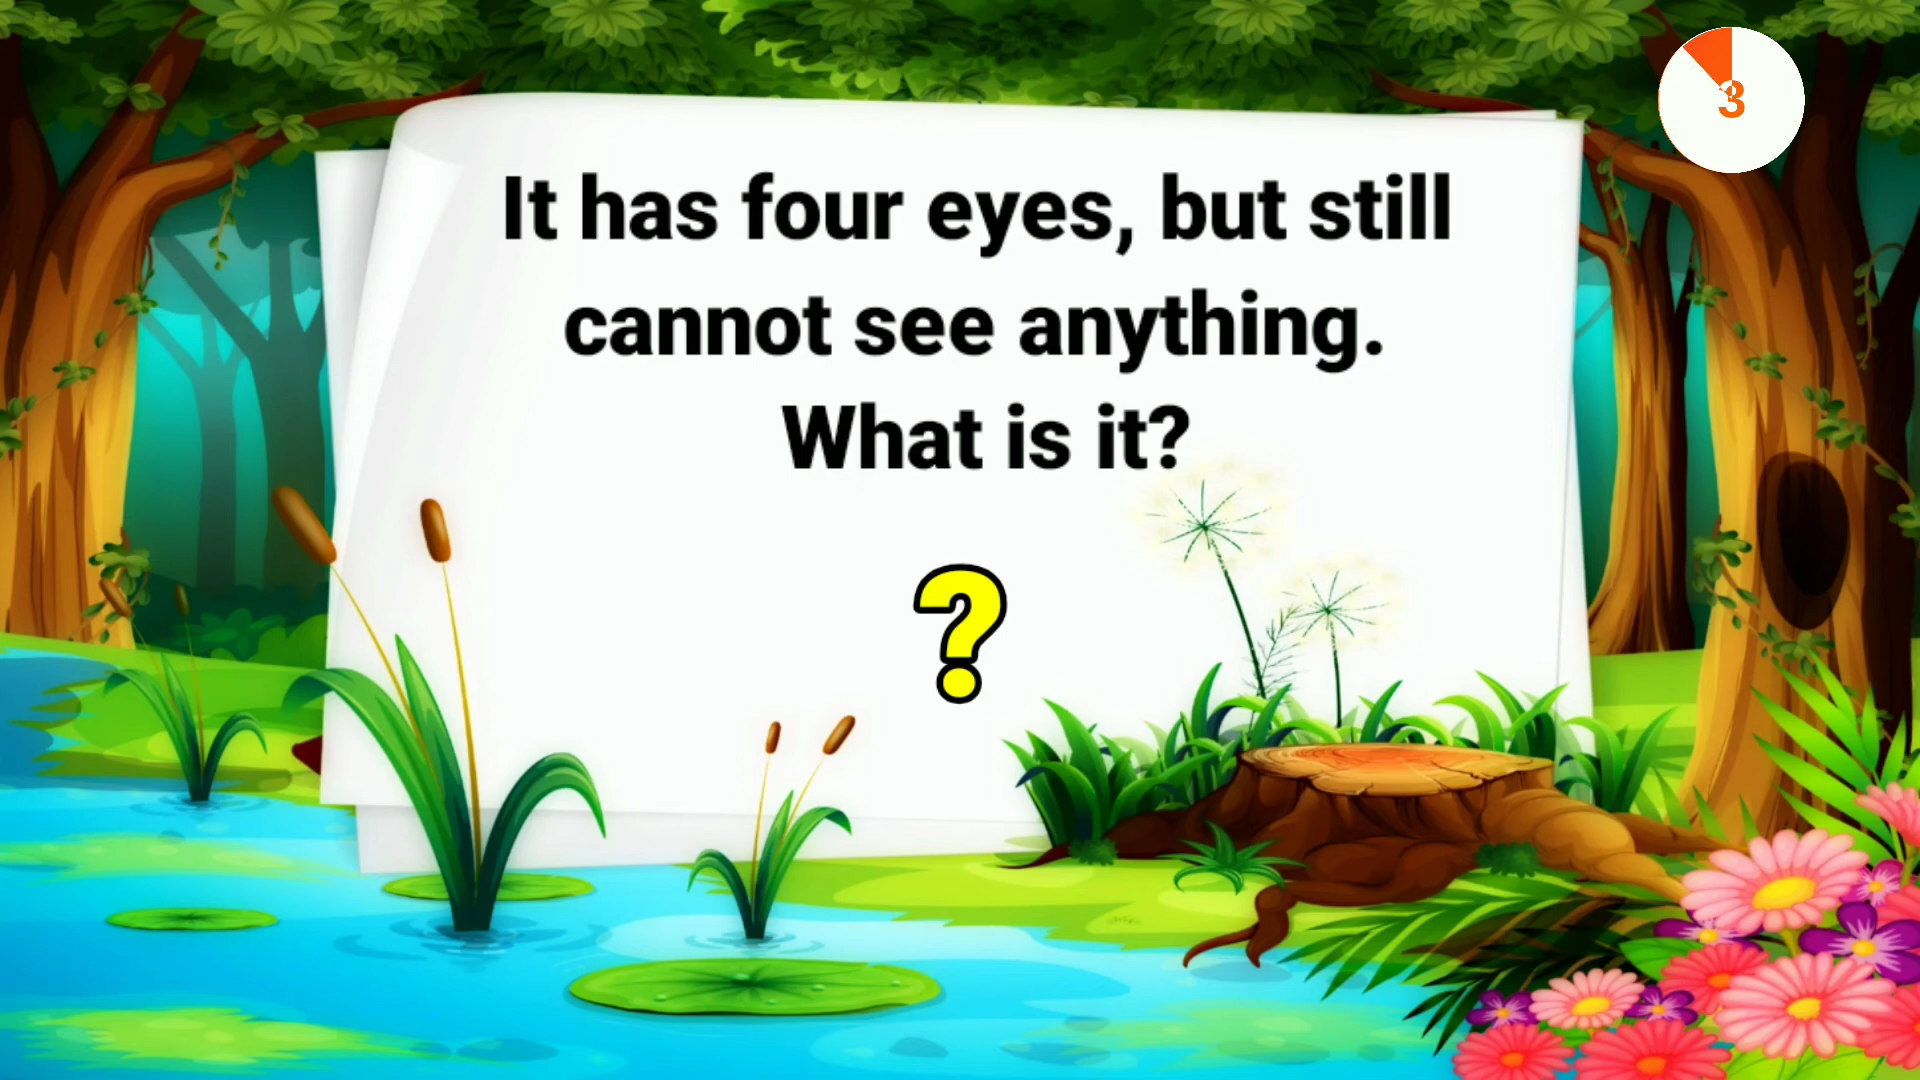 3
It has four eyes, but still
cannot see anything.
What is it?
?